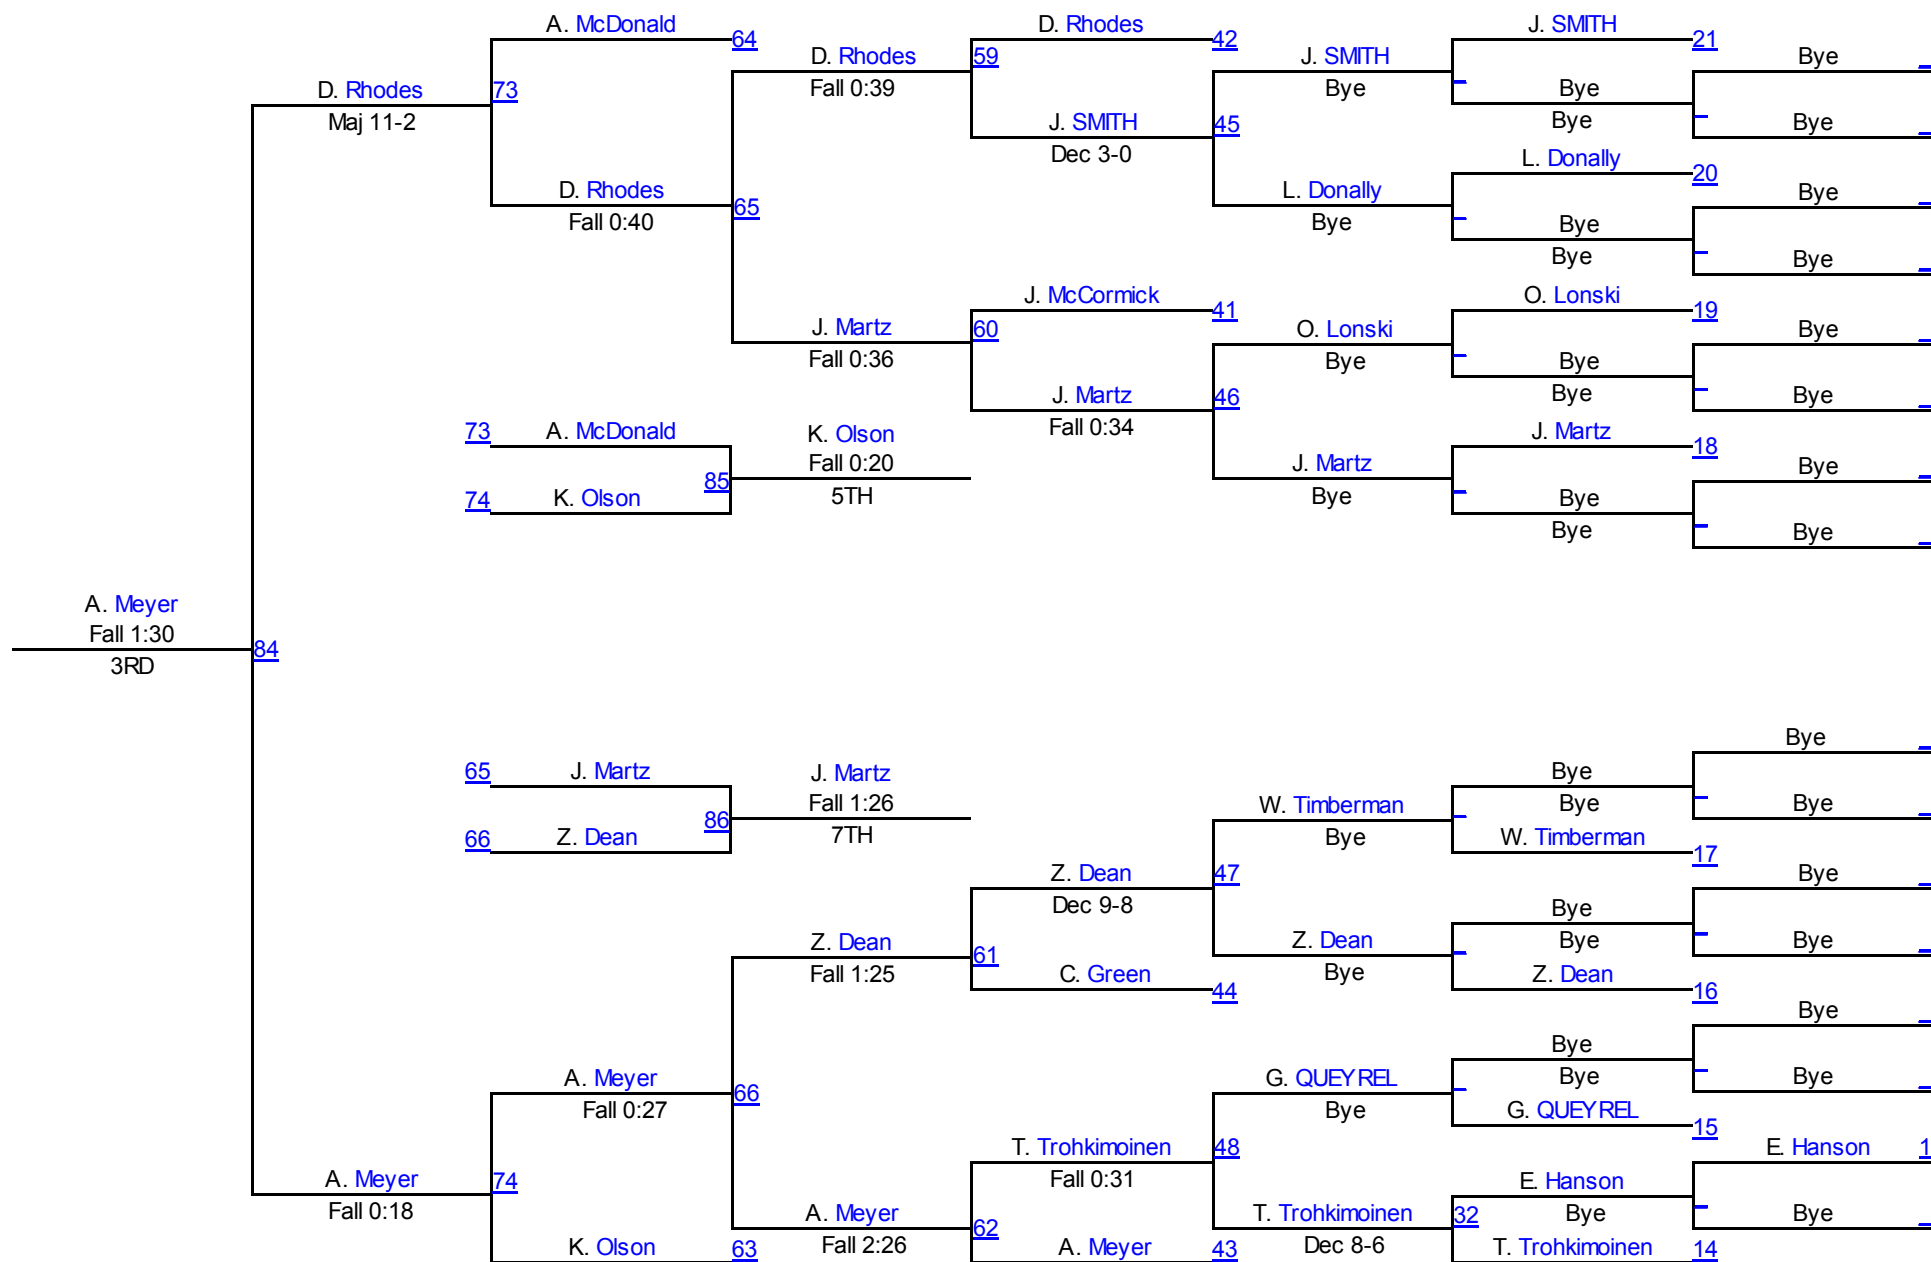 A. McDonald 64
D. Rhodes 42
J. SMITH 21
D. Rhodes 59
Fall 0:39
J. SMITH
Bye
Bye
D. Rhodes 73
Maj 11-2
Bye
Bye
J. SMITH 45
Dec 3-0
Bye
L. Donally 20
D. Rhodes 65
Fall 0:40
L. Donally
Bye
Bye
Bye
Bye
Bye
J. McCormick 41
O. Lonski 19
J. Martz 60
Fall 0:36
O. Lonski
Bye
Bye
Bye
Bye
Bye
J. Martz 46
Fall 0:34
73 A. McDonald
K. Olson
Fall 0:20
5TH
85
74 K. Olson
J. Martz 18
J. Martz
Bye
Bye
Bye
Bye
Bye
A. Meyer
Fall 1:30
3RD
84
Bye
65 J. Martz
J. Martz
Fall 1:26
7TH
86
66 Z. Dean
W. Timberman
Bye
Bye
Bye
Bye
W. Timberman 17
Z. Dean 47
Dec 9-8
Bye
Z. Dean 61
Fall 1:25
Z. Dean
Bye
Bye
Bye
Bye
C. Green 44
Z. Dean 16
Bye
A. Meyer 66
Fall 0:27
G. QUEYREL
Bye
Bye
Bye
Bye
G. QUEYREL 15
T. Trohkimoinen 48
Fall 0:31
E. Hanson 1
A. Meyer 74
Fall 0:18
E. Hanson
Bye
Bye
A. Meyer 62
Fall 2:26
T. Trohkimoinen 32
Dec 8-6
K. Olson 63
A. Meyer 43
T. Trohkimoinen 14